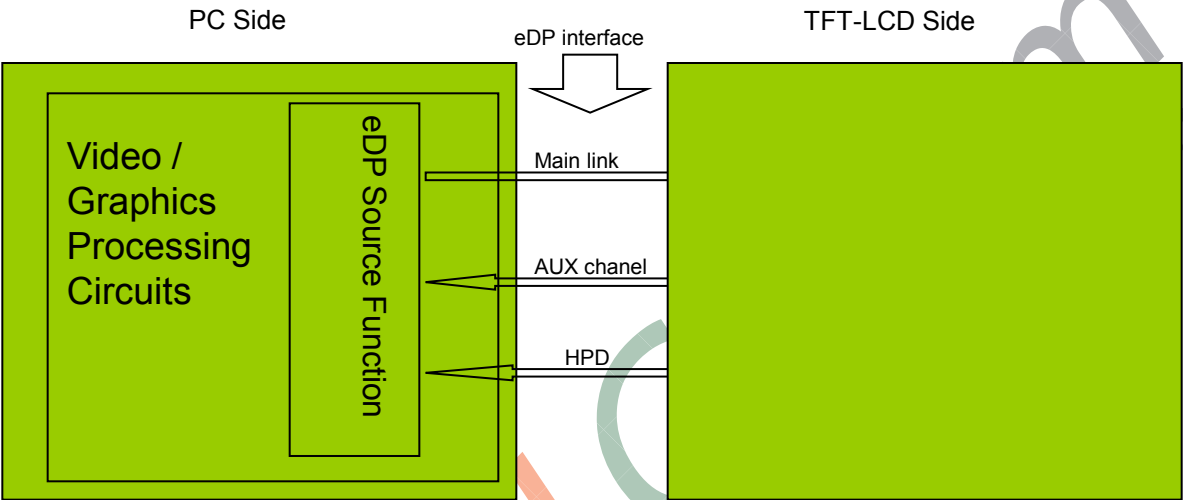 PC Side
TFT-LCD Side
eDP interface
Video /
Graphics
Processing
Circuits
eDP Source Function
Main link
AUX chanel
HPD